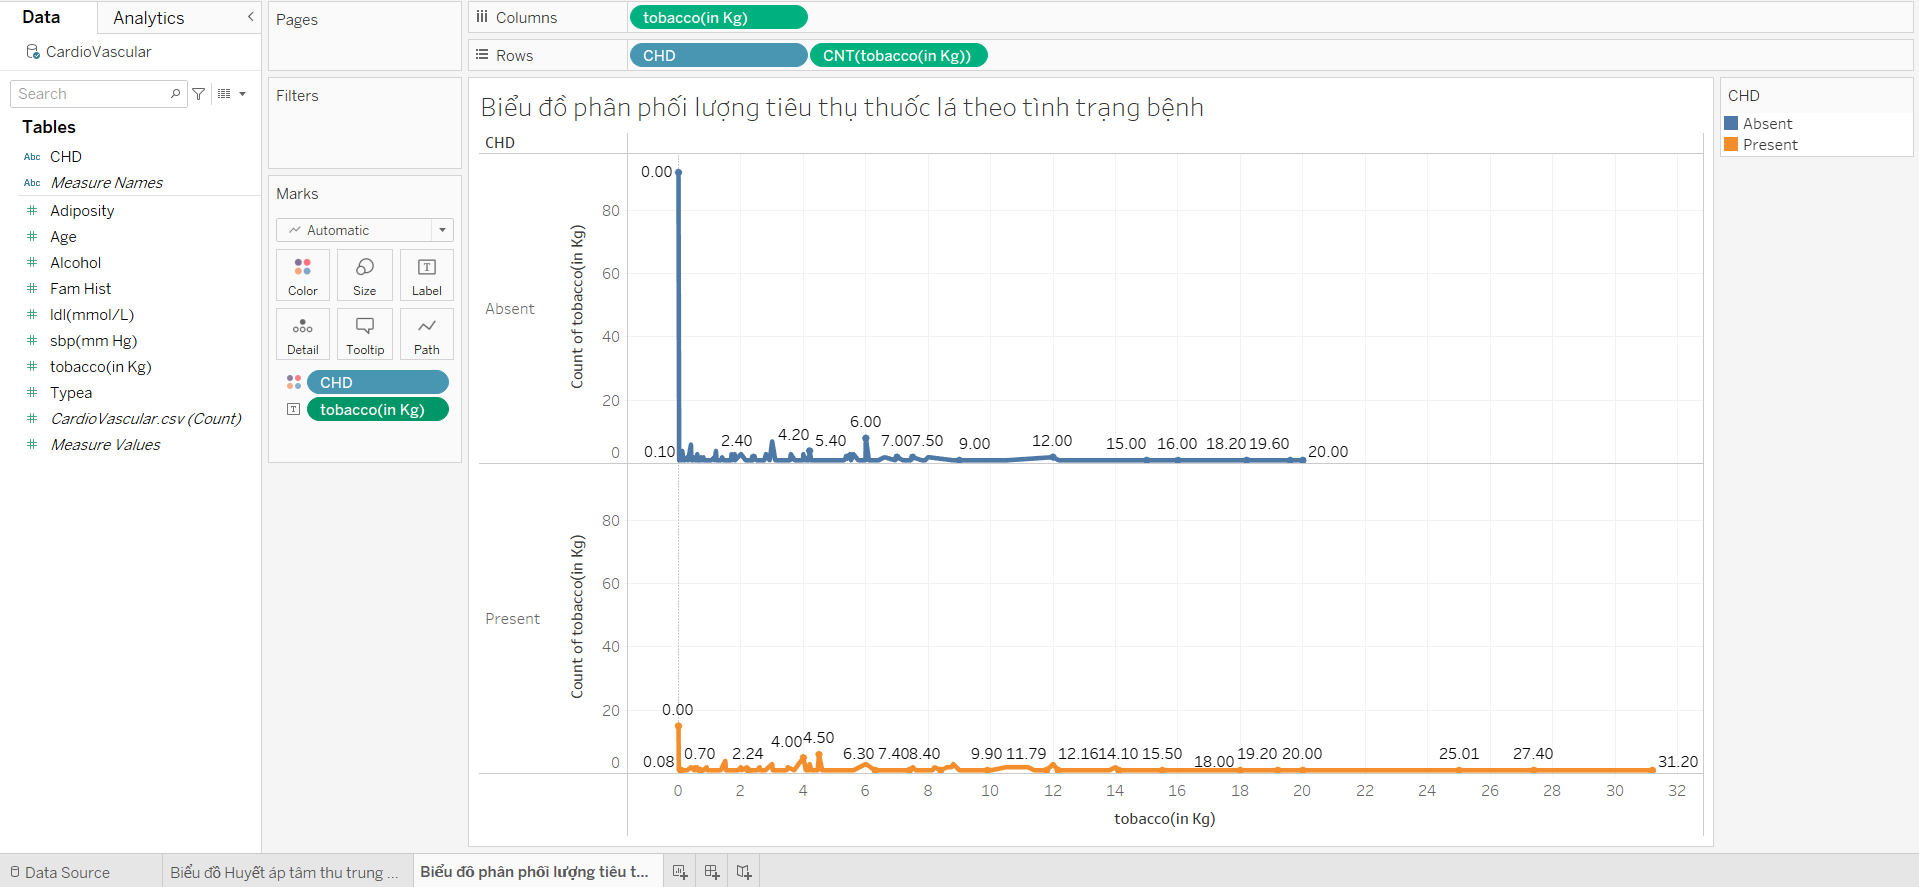 Data
Analytics
CardioVascular
Search
Tables
Abc CHD
Abc Measure Names
# Adiposity
# Age
# Alcohol
# Fam Hist
# ldl(mmol/L)
# sbp(mm Hg)
# tobacco(in Kg)
# Typea
# CardioVascular.csv (Count)
# Measure Values
Pages
Filters
Marks
Automatic
Color Size Label
Detail Tooltip Path
CHD
tobacco(in Kg)
Columns tobacco(in Kg)
Rows CHD CNT(tobacco(in Kg))
Biểu đồ phân phối lượng tiêu thụ thuốc lá theo tình trạng bệnh
CHD
Absent
Count of tobacco(in Kg)
80
60
40
20
0
0.00
0.10 2.40 4.20 5.40 6.00 7.00 7.50 9.00 12.00 15.00 16.00 18.20 19.60 20.00
Present
Count of tobacco(in Kg)
80
60
40
20
0
0.00
0.08 0.70 2.24 4.00 4.50 6.30 7.40 8.40 9.90 11.79 12.16 14.10 15.50 18.00 19.20 20.00 25.01 27.40 31.20
0 2 4 6 8 10 12 14 16 18 20 22 24 26 28 30 32
tobacco(in Kg)
CHD
Absent
Present
Data Source
Biểu đồ Huyết áp tâm thu trung ...
Biểu đồ phân phối lượng tiêu t...